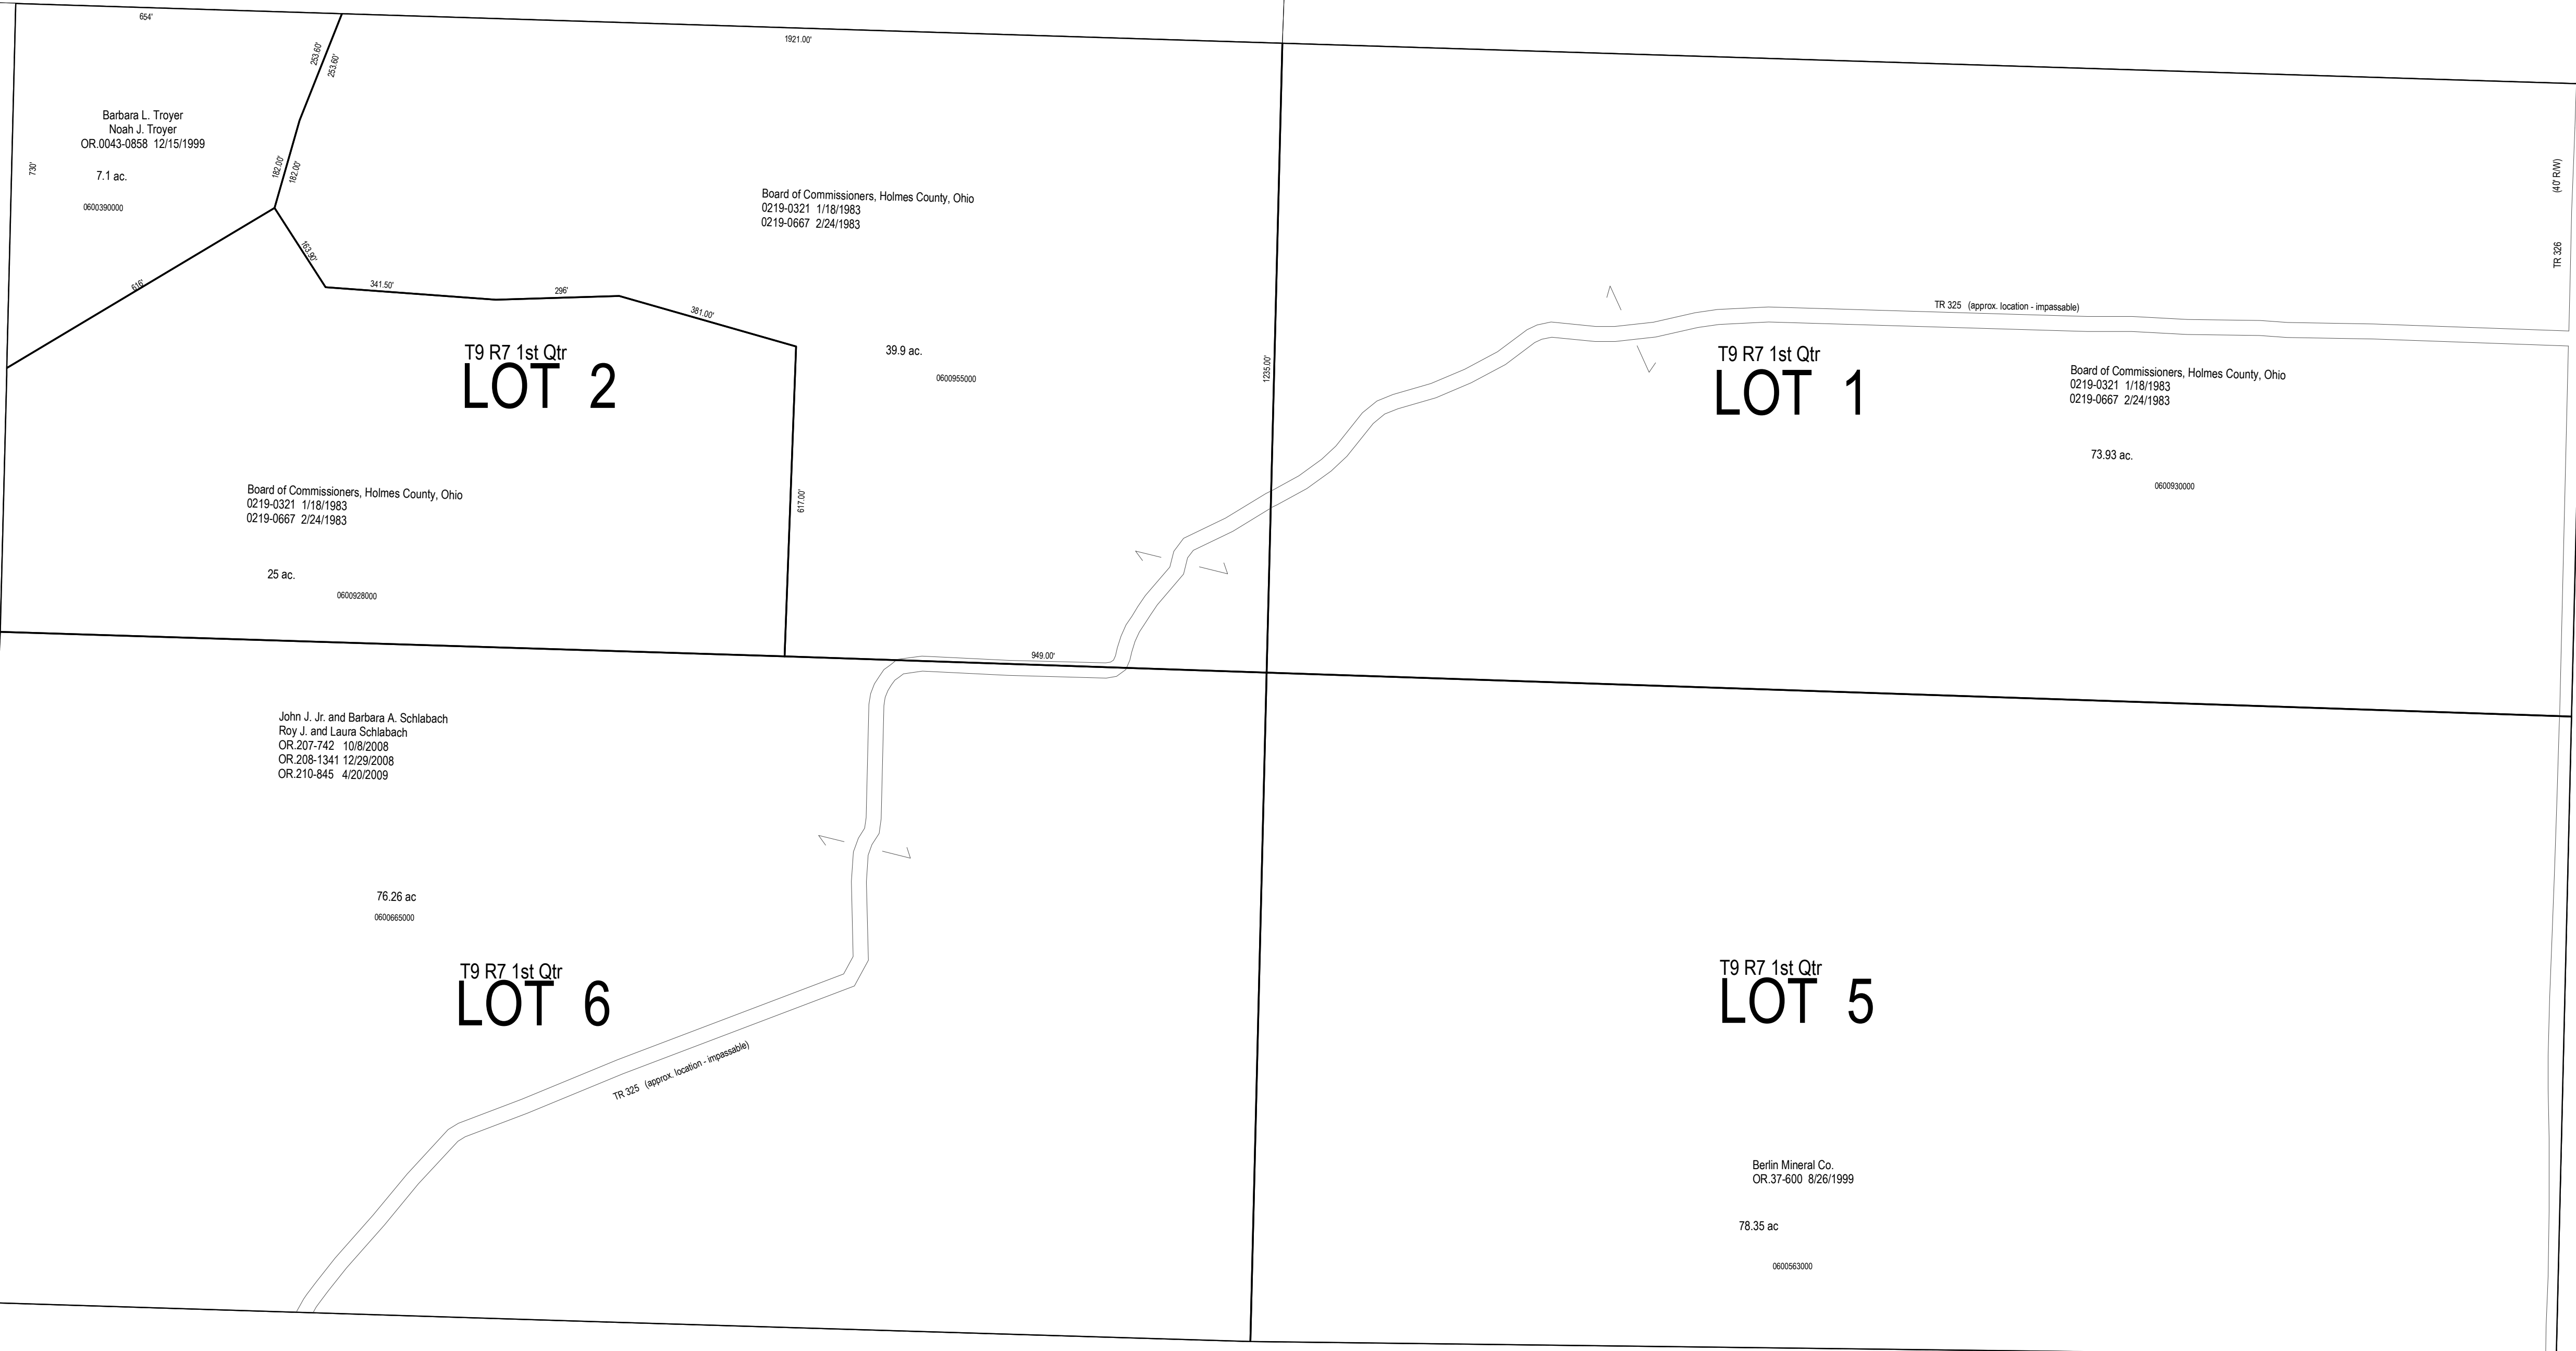 654'
253.60'
253.60'
1921.00'
Barbara L. Troyer
Noah J. Troyer
OR.0043-0858 12/15/1999
730'
182.00'
182.00'
7.1 ac.
0600390000
Board of Commissioners, Holmes County, Ohio
0219-0321 1/18/1983
0219-0667 2/24/1983
(40' R/W)
TR 326
163.90'
616'
341.50'
296'
381.00'
TR 325 (approx. location - impassable)
T9 R7 1st Qtr
LOT 2
39.9 ac.
0600955000
1235.00'
T9 R7 1st Qtr
LOT 1
Board of Commissioners, Holmes County, Ohio
0219-0321 1/18/1983
0219-0667 2/24/1983
73.93 ac.
0600930000
Board of Commissioners, Holmes County, Ohio
0219-0321 1/18/1983
0219-0667 2/24/1983
617.00'
25 ac.
0600928000
949.00'
John J. Jr. and Barbara A. Schlabach
Roy J. and Laura Schlabach
OR.207-742 10/8/2008
OR.208-1341 12/29/2008
OR.210-845 4/20/2009
76.26 ac
0600665000
T9 R7 1st Qtr
LOT 6
T9 R7 1st Qtr
LOT 5
TR 325 (approx. location - impassable)
Berlin Mineral Co.
OR.37-600 8/26/1999
78.35 ac
0600563000